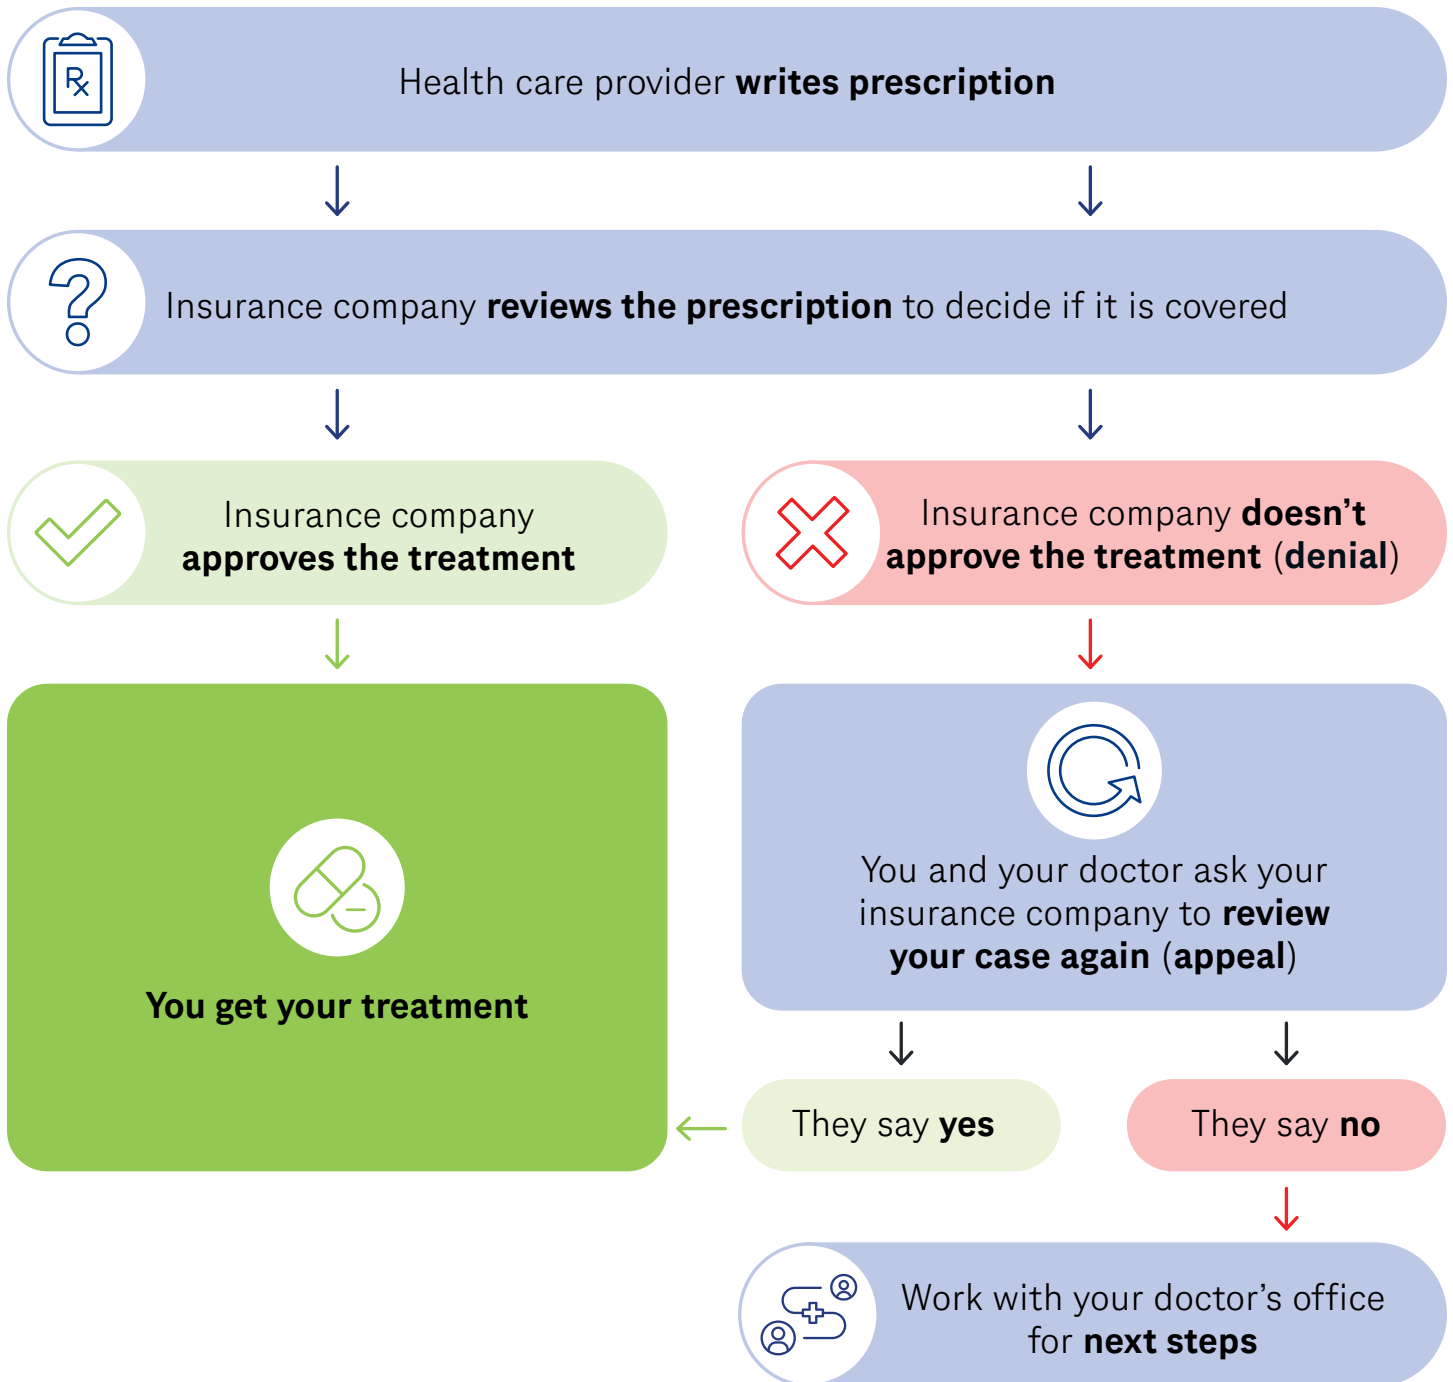 Rx
Health care provider writes prescription
Insurance company reviews the prescription to decide if it is covered
Insurance company
approves the treatment
Insurance company doesn’t
approve the treatment (denial)
You get your treatment
You and your doctor ask your
insurance company to review
your case again (appeal)
They say yes
They say no
Work with your doctor’s office
for next steps